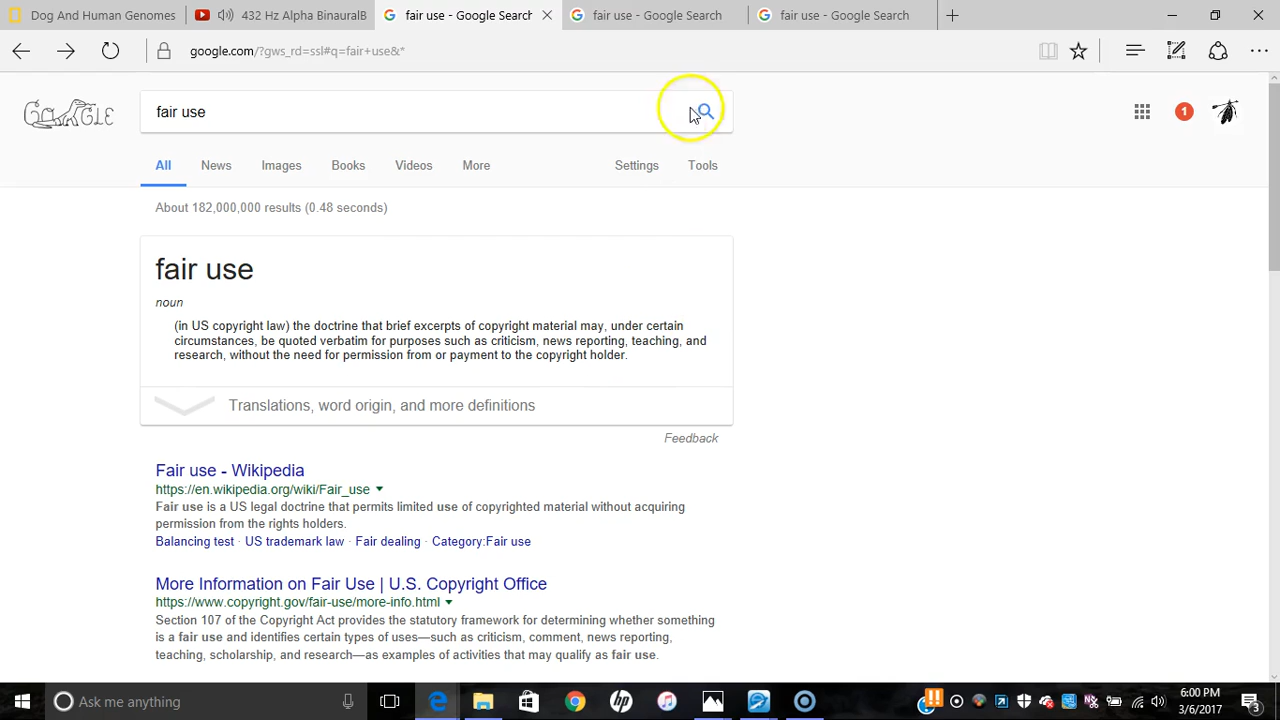 Dog And Human Genomes
432 Hz Alpha BinauralB
fair use - Google Search
fair use - Google Search
fair use - Google Search
google.com/?gws_rd=ssl#q=fair+use&*
Google
fair use
1
All News Images Books Videos More Settings Tools
About 182,000,000 results (0.48 seconds)
fair use
noun
(in US copyright law) the doctrine that brief excerpts of copyright material may, under certain
circumstances, be quoted verbatim for purposes such as criticism, news reporting, teaching, and
research, without the need for permission from or payment to the copyright holder.
Translations, word origin, and more definitions
Feedback
Fair use - Wikipedia
https://en.wikipedia.org/wiki/Fair_use
Fair use is a US legal doctrine that permits limited use of copyrighted material without acquiring
permission from the rights holders.
Balancing test · US trademark law · Fair dealing · Category:Fair use
More Information on Fair Use | U.S. Copyright Office
https://www.copyright.gov/fair-use/more-info.html
Section 107 of the Copyright Act provides the statutory framework for determining whether something
is a fair use and identifies certain types of uses—such as criticism, comment, news reporting,
teaching, scholarship, and research—as examples of activities that may qualify as fair use.
Ask me anything
hp
6:00 PM
3/6/2017
3